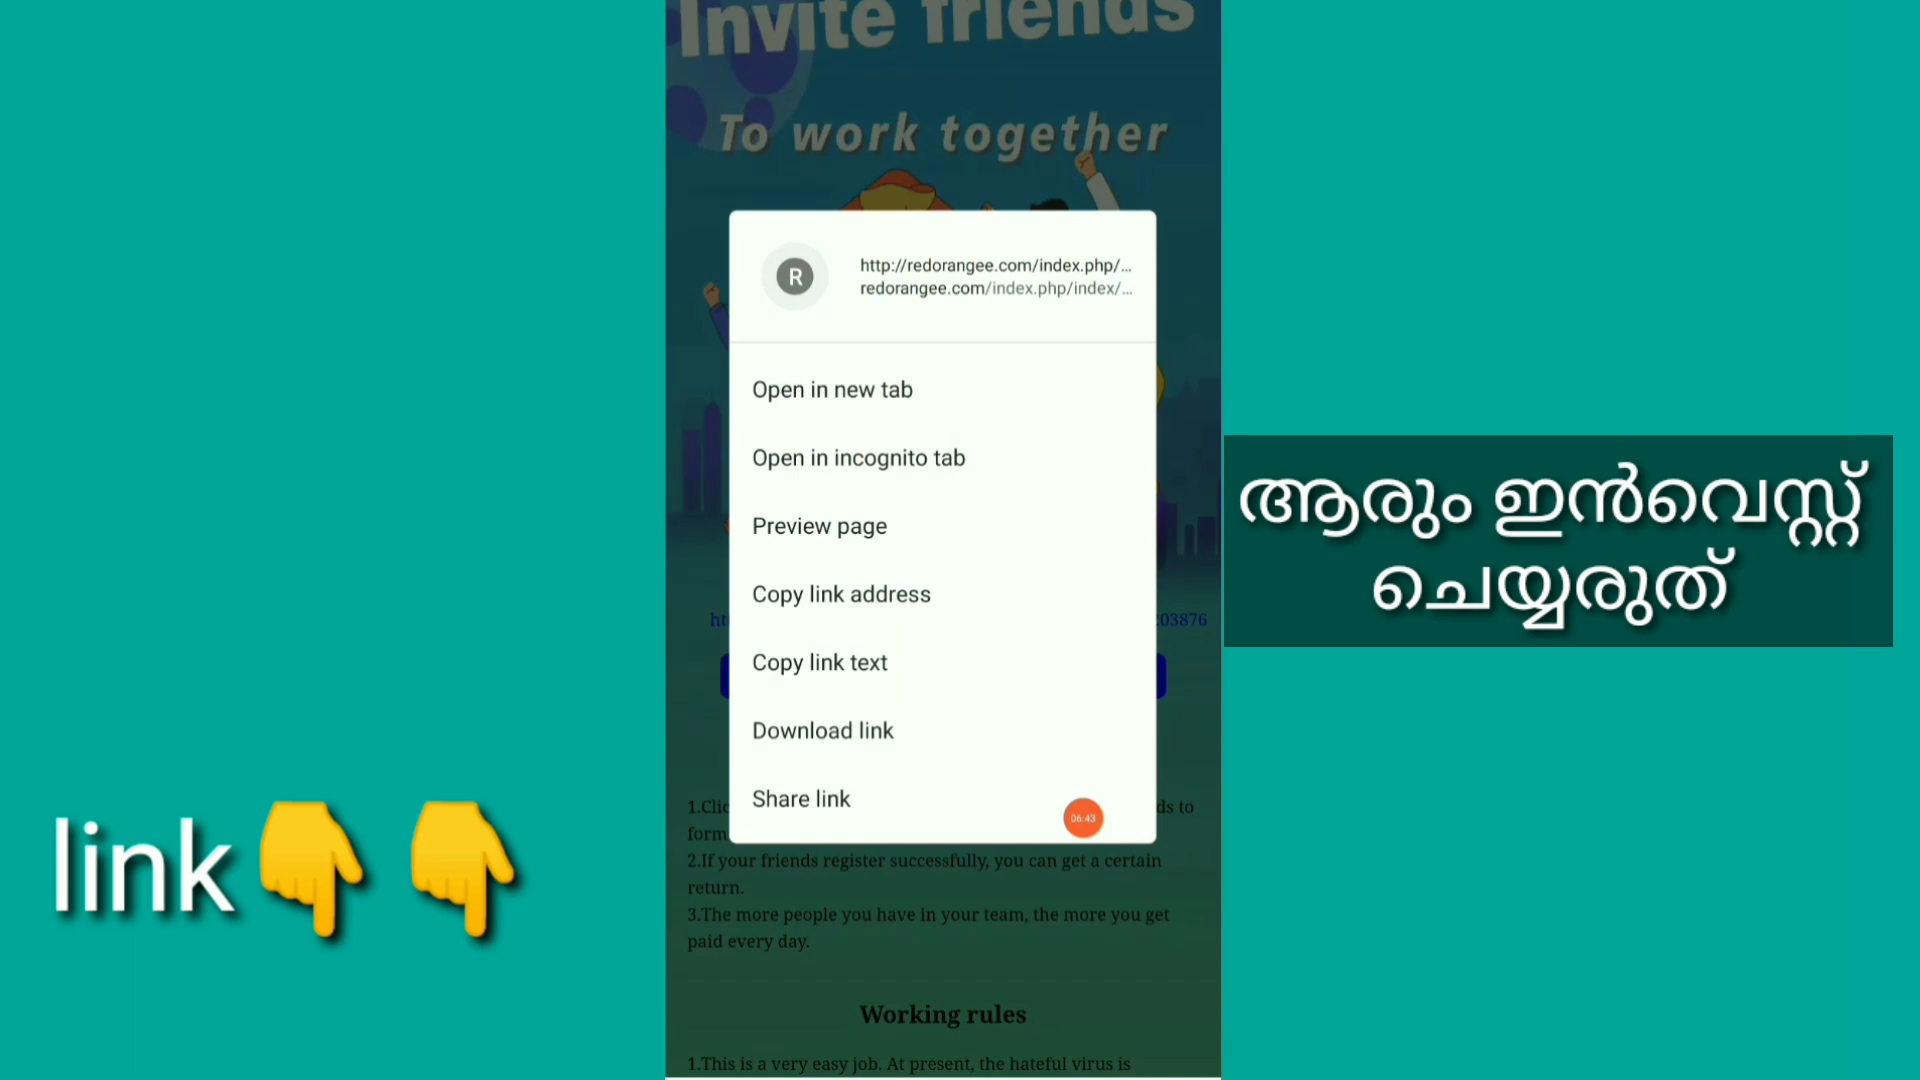 Invite friends
To work together
R
http://redorangee.com/index.php/...
redorangee.com/index.php/index/...
Open in new tab
Open in incognito tab
Preview page
Copy link address
ആരും ഇൻവെസ്റ്റ്
ചെയ്യരുത്
ht 03876
Copy link text
Download link
Share link
06:43
link👇👇
1.Clic ds to
form
2.If your friends register successfully, you can get a certain
return.
3.The more people you have in your team, the more you get
paid every day.
Working rules
1.This is a very easy job. At present, the hateful virus is